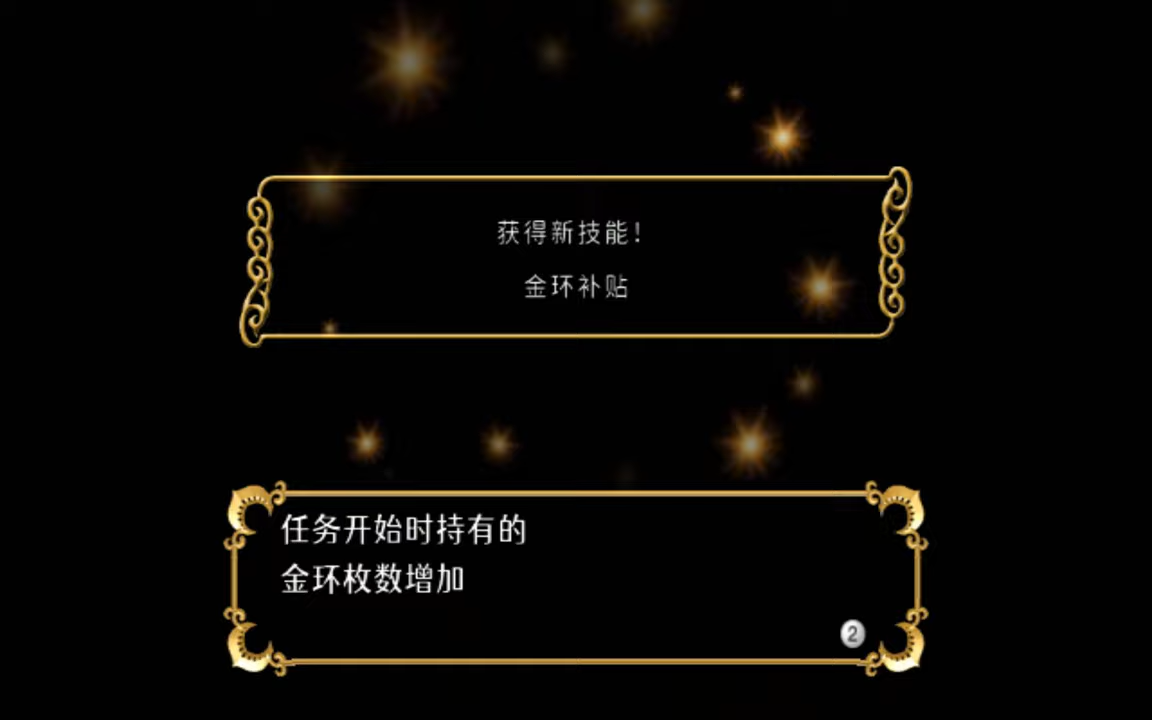 获得新技能！
金环补贴
任务开始时持有的
金环枚数增加
2